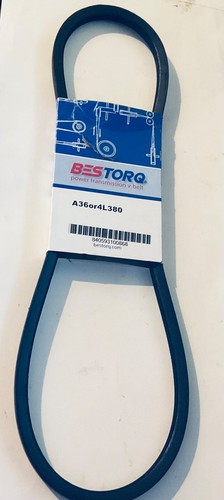 BESTORQ
power transmission v belt
A36or4L380
840593100868
bestorq.com